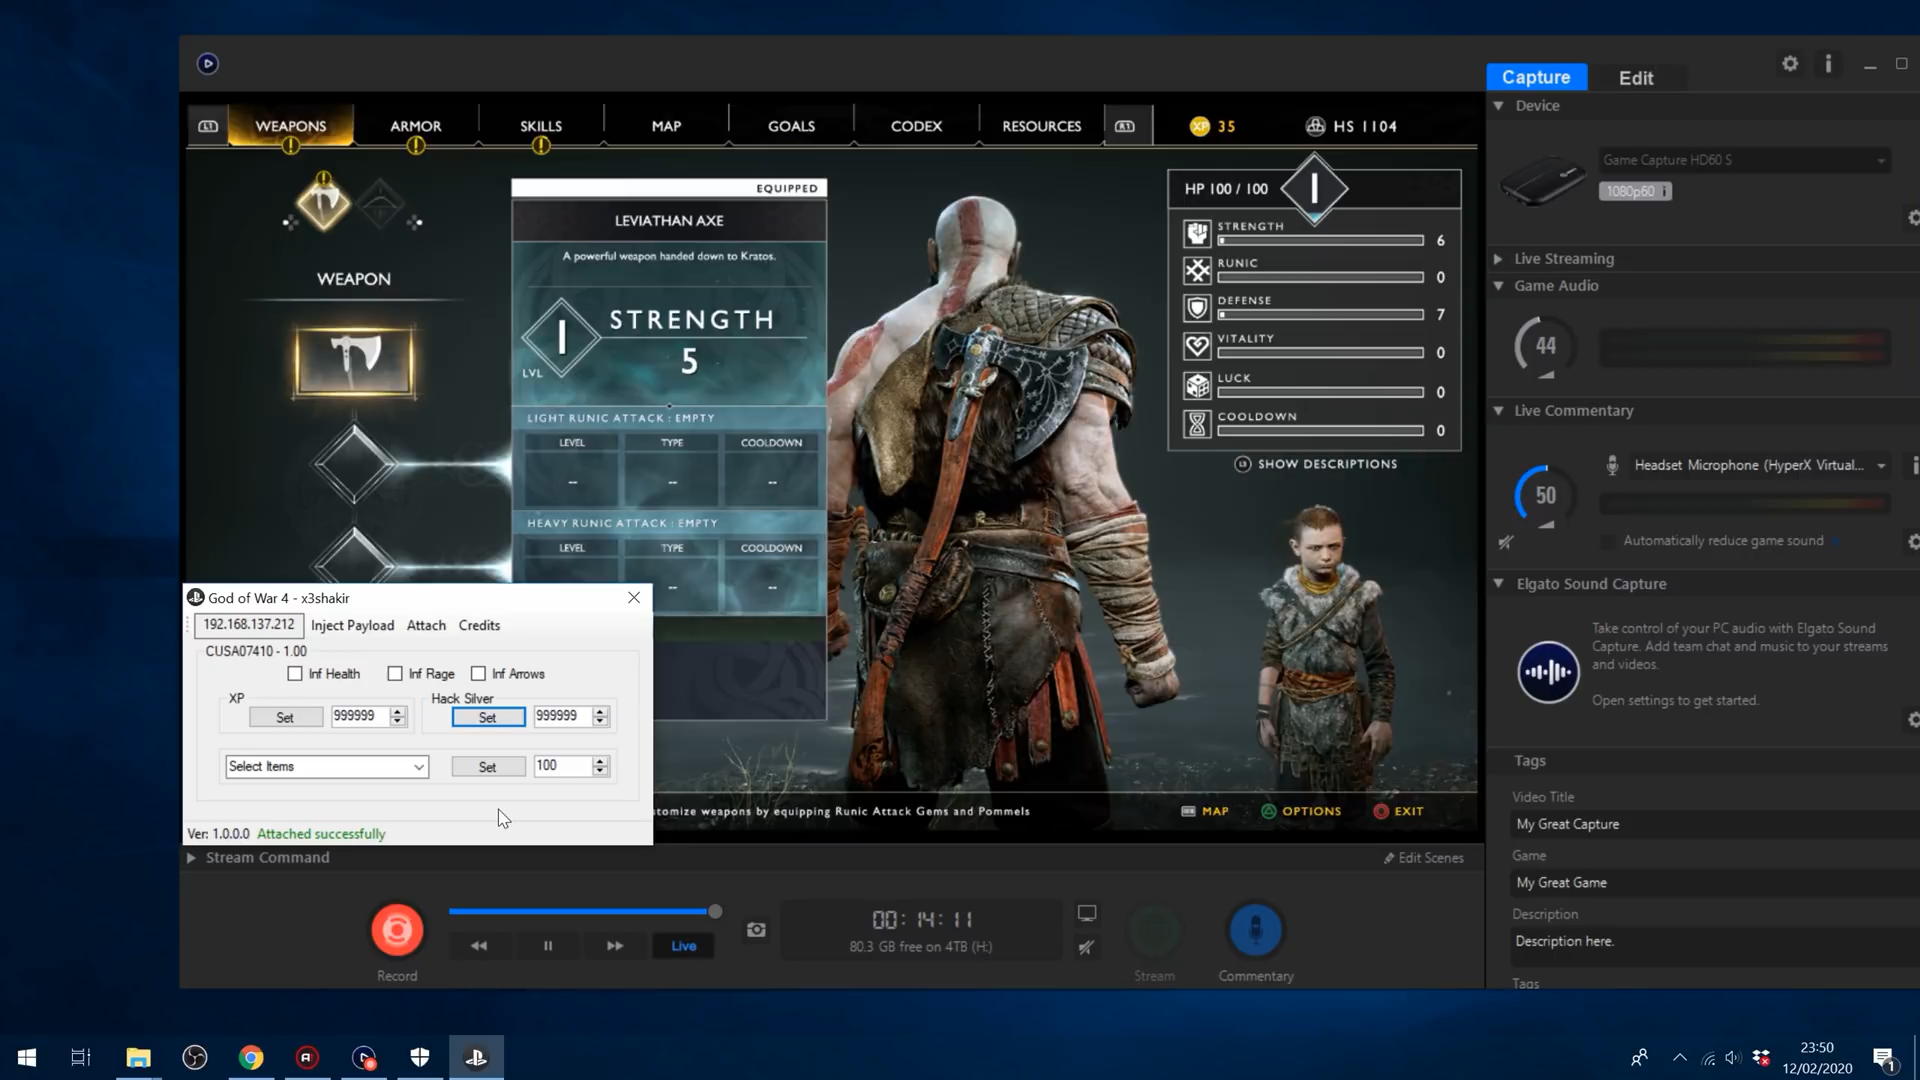 Capture
Edit
WEAPONS
ARMOR
SKILLS
MAP
GOALS
CODEX
RESOURCES
XP 35
HS 1104
Device
Game Capture HD60 S
1080p60
EQUIPPED
LEVIATHAN AXE
A powerful weapon handed down to Kratos.
WEAPON
I
STRENGTH
LVL
5
LIGHT RUNIC ATTACK : EMPTY
LEVEL
TYPE
COOLDOWN
--
--
--
HEAVY RUNIC ATTACK : EMPTY
LEVEL
TYPE
COOLDOWN
--
--
HP 100 / 100
I
STRENGTH
6
RUNIC
0
DEFENSE
7
VITALITY
0
LUCK
0
COOLDOWN
0
SHOW DESCRIPTIONS
Live Streaming
Game Audio
44
Live Commentary
Headset Microphone (HyperX Virtual...
50
Automatically reduce game sound
Elgato Sound Capture
Take control of your PC audio with Elgato Sound
Capture. Add team chat and music to your streams
and videos.
Open settings to get started.
Tags
Video Title
My Great Capture
Game
My Great Game
Description
Description here.
Tags
God of War 4 - x3shakir
192.168.137.212
Inject Payload
Attach
Credits
CUSA07410 - 1.00
Inf Health
Inf Rage
Inf Arrows
XP
Set
999999
Hack Silver
Set
999999
Select Items
Set
100
Ver: 1.0.0.0
Attached successfully
tomize weapons by equipping Runic Attack Gems and Pommels
MAP
OPTIONS
EXIT
Stream Command
Edit Scenes
Record
Live
00:14:11
80.3 GB free on 4TB (H:)
Stream
Commentary
23:50
12/02/2020
1